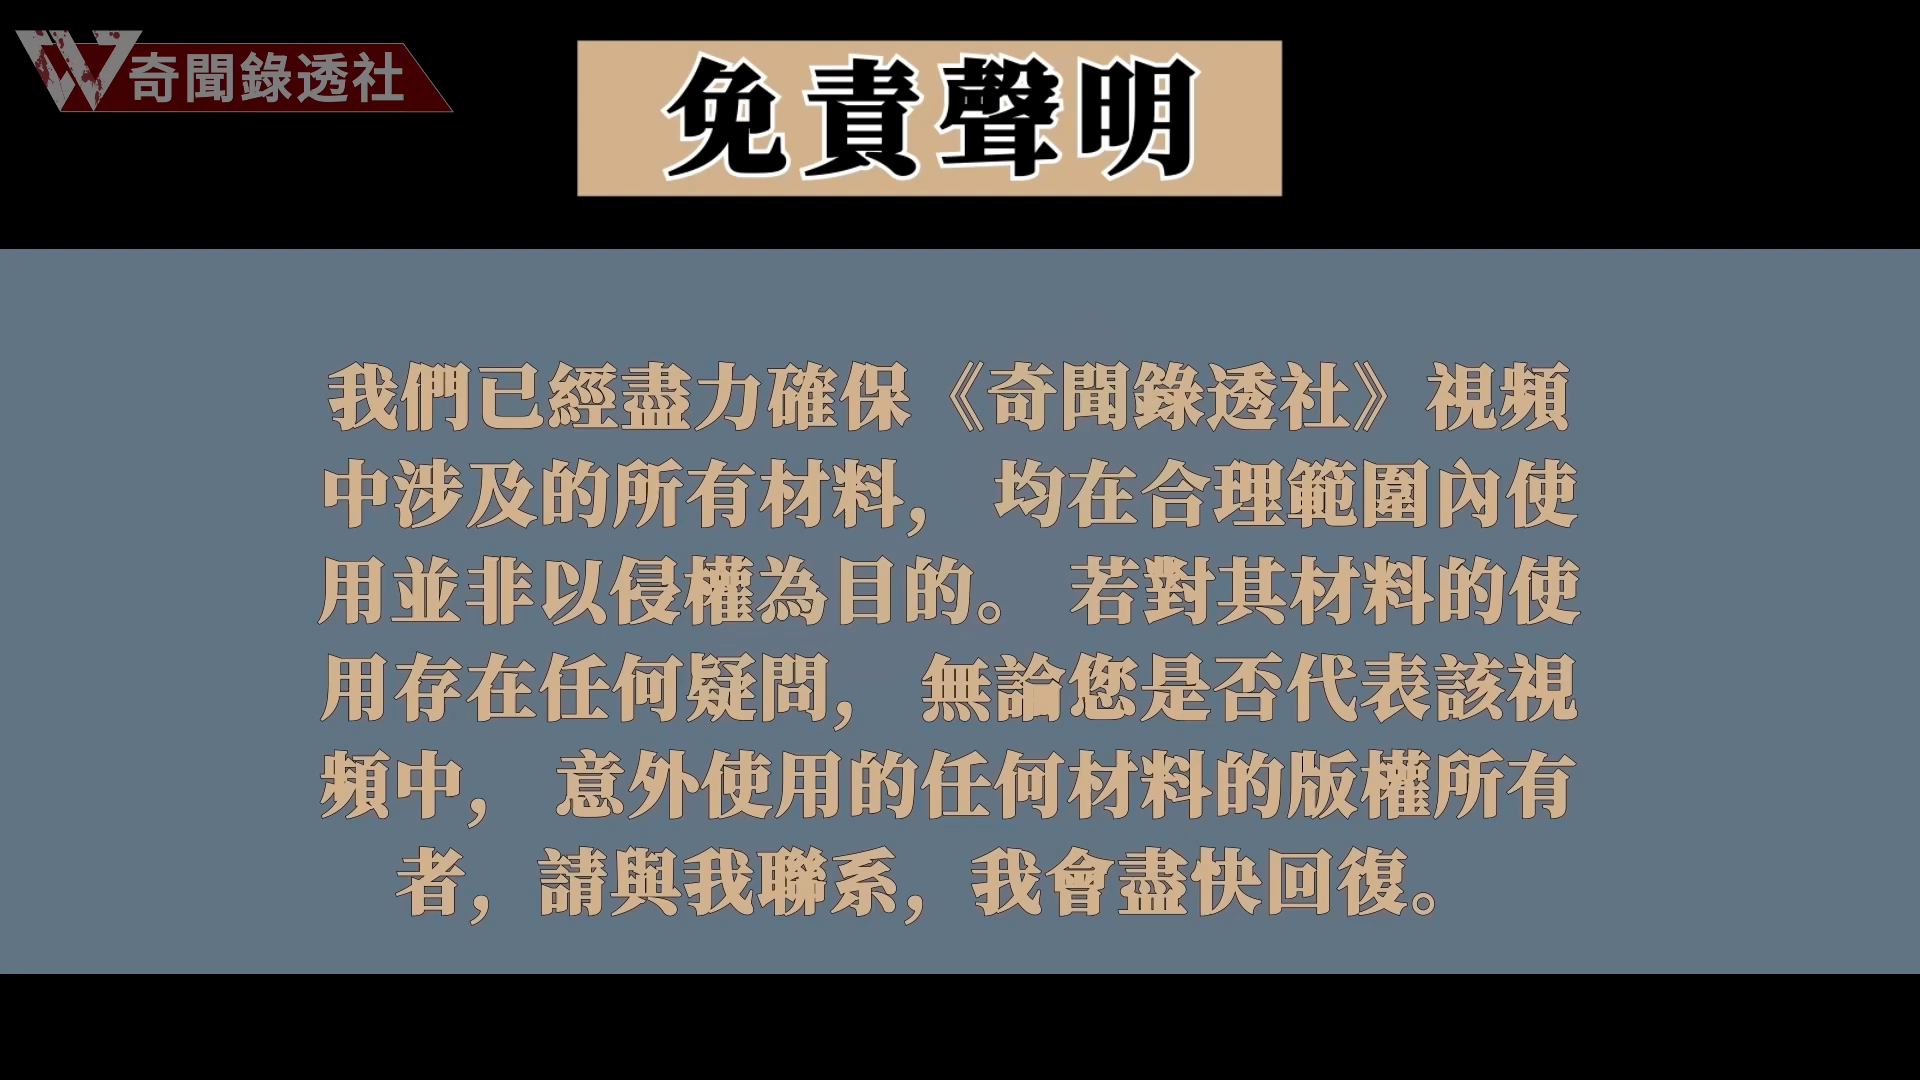 奇聞錄透社
免責聲明
我們已經盡力確保《奇聞錄透社》視頻
中涉及的所有材料，均在合理範圍內使
用並非以侵權為目的。若對其材料的使
用存在任何疑問，無論您是否代表該視
頻中，意外使用的任何材料的版權所有
者，請與我聯系，我會盡快回復。